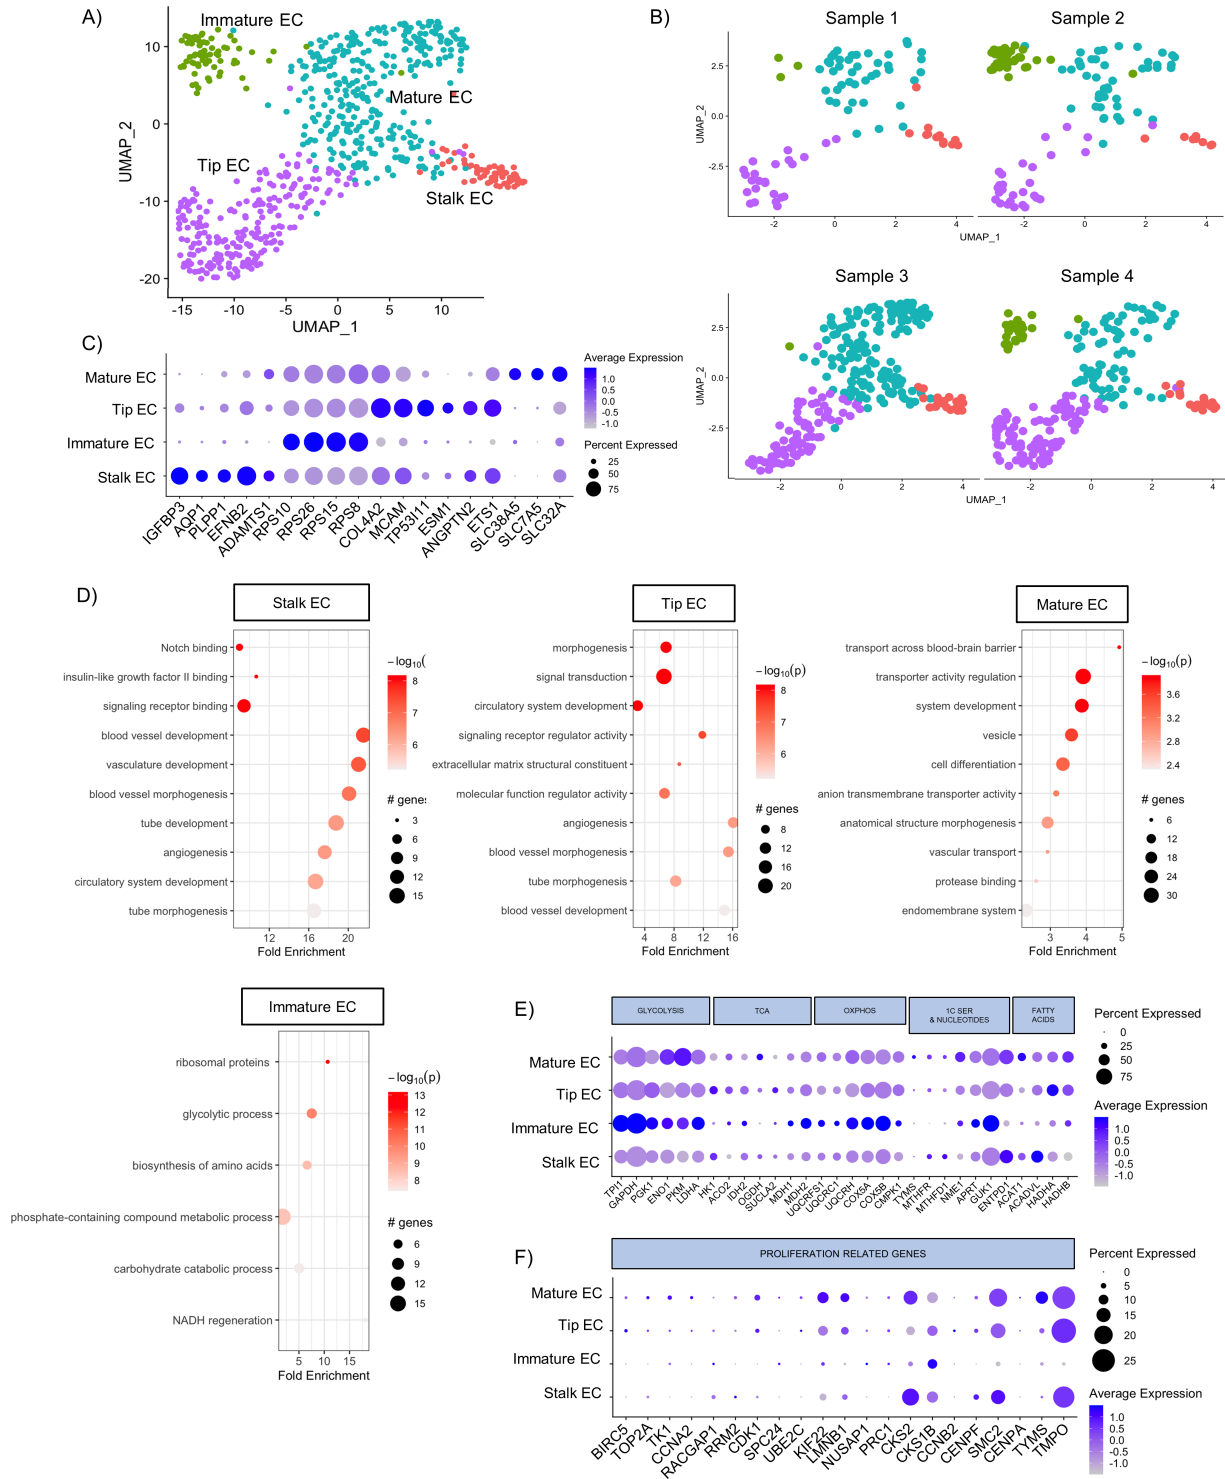 A)
Immature EC
Mature EC
Tip EC
Stalk EC
UMAP_2
10
0
-10
-20
-15
-10
-5
0
5
10
UMAP_1
B)
Sample 1
Sample 2
2.5
0.0
-2.5
UMAP_2
-2
0
2
4
-2
0
2
4
UMAP_1
Sample 3
Sample 4
2.5
0.0
-2.5
UMAP_2
-2
0
2
4
-2
0
2
4
UMAP_1
C)
Mature EC
Tip EC
Immature EC
Stalk EC
IGFBP3
AQP1
PLPP1
EFNB2
ADAMTS1
RPS10
RPS26
RPS15
RPS8
COL4A2
MCAM
TP53I11
ESM1
ANGPTN2
ETS1
SLC38A5
SLC7A5
SLC32A
Average Expression
1.0
0.5
0.0
-0.5
-1.0
Percent Expressed
25
50
75
D)
Stalk EC
Notch binding
insulin-like growth factor II binding
signaling receptor binding
blood vessel development
vasculature development
blood vessel morphogenesis
tube development
angiogenesis
circulatory system development
tube morphogenesis
12
16
20
Fold Enrichment
−log10(
8
7
6
# genes
3
6
9
12
15
Tip EC
morphogenesis
signal transduction
circulatory system development
signaling receptor regulator activity
extracellular matrix structural constituent
molecular function regulator activity
angiogenesis
blood vessel morphogenesis
tube morphogenesis
blood vessel development
4
8
12
16
Fold Enrichment
−log10(p)
8
7
6
# genes
8
12
16
20
Mature EC
transport across blood-brain barrier
transporter activity regulation
system development
vesicle
cell differentiation
anion transmembrane transporter activity
anatomical structure morphogenesis
vascular transport
protease binding
endomembrane system
3
4
5
Fold Enrichment
−log10(p)
3.6
3.2
2.8
2.4
# genes
6
12
18
24
30
Immature EC
ribosomal proteins
glycolytic process
biosynthesis of amino acids
phosphate-containing compound metabolic process
carbohydrate catabolic process
NADH regeneration
5
10
15
Fold Enrichment
−log10(p)
13
12
11
10
9
8
# genes
6
9
12
15
E)
GLYCOLYSIS
TCA
OXPHOS
1C SER
& NUCLEOTIDES
FATTY
ACIDS
Mature EC
Tip EC
Immature EC
Stalk EC
TPI1
GAPDH
PGK1
ENO1
PKM
LDHA
HK1
ACO2
IDH2
OGDH
SUCLA2
MDH1
MDH2
UQCRFS1
UQCRC1
UQCRH
COX5A
COX5B
CMPK1
TYMS
MTHFR
MTHFD1
NME1
APRT
GUK1
ENTPD1
ACAT1
ACADVL
HADHA
HADHB
Percent Expressed
0
25
50
75
Average Expression
1.0
0.5
0.0
-0.5
-1.0
F)
PROLIFERATION RELATED GENES
Mature EC
Tip EC
Immature EC
Stalk EC
BIRC5
TOP2A
TK1
CCNA2
RACGAP1
RRM2
CDK1
SPC24
UBE2C
KIF22
LMNB1
NUSAP1
PRC1
CKS2
CKS1B
CCNB2
CENPF
SMC2
CENPA
TYMS
TMPO
Percent Expressed
0
5
10
15
20
25
Average Expression
1.0
0.5
0.0
-0.5
-1.0